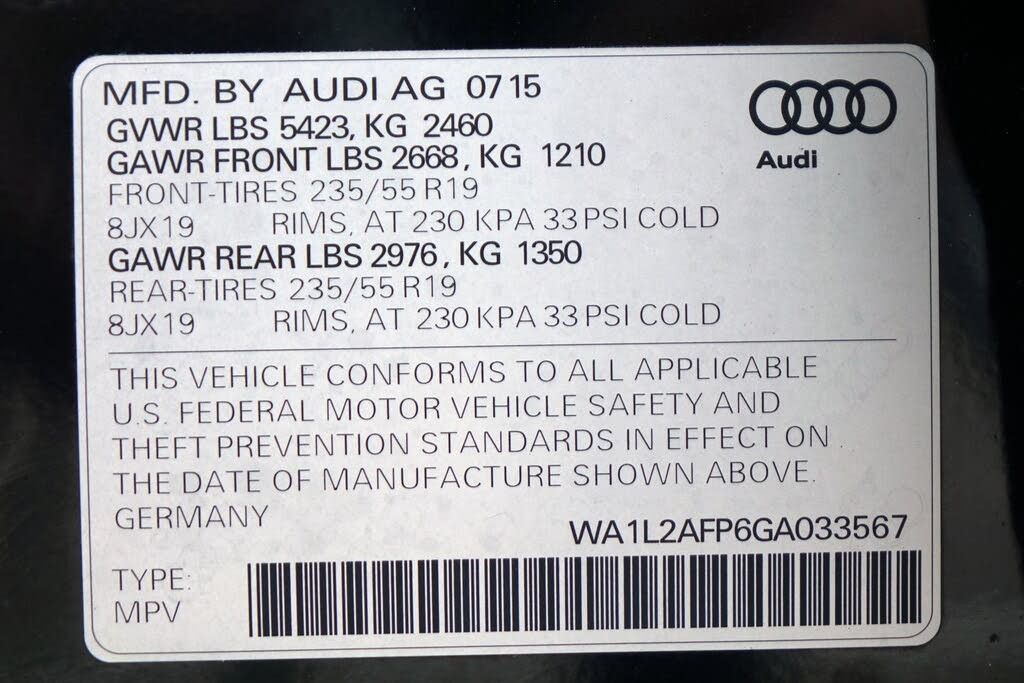 MFD. BY AUDI AG 07 15
GVWR LBS 5423, KG 2460
GAWR FRONT LBS 2668, KG 1210
FRONT-TIRES 235/55 R19
8JX19 RIMS, AT 230 KPA 33 PSI COLD
GAWR REAR LBS 2976, KG 1350
REAR-TIRES 235/55 R19
8JX19 RIMS, AT 230 KPA 33 PSI COLD
Audi
THIS VEHICLE CONFORMS TO ALL APPLICABLE
U.S. FEDERAL MOTOR VEHICLE SAFETY AND
THEFT PREVENTION STANDARDS IN EFFECT ON
THE DATE OF MANUFACTURE SHOWN ABOVE.
GERMANY
WA1L2AFP6GA033567
TYPE:
MPV